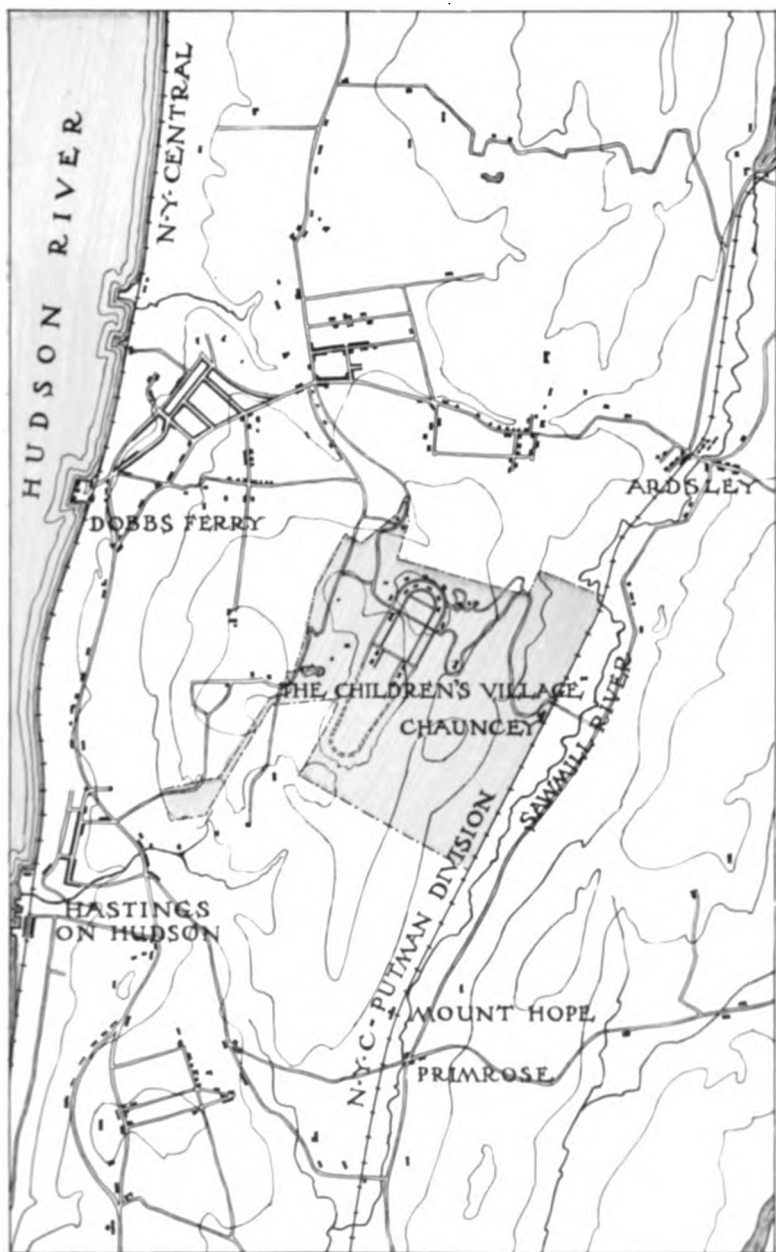 HUDSON RIVER
N·Y·CENTRAL
DOBBS FERRY
ARDSLEY
THE CHILDREN'S VILLAGE
CHAUNCEY
SAWMILL RIVER
N·Y·C - PUTMAN DIVISION
HASTINGS
ON HUDSON
MOUNT HOPE
PRIMROSE